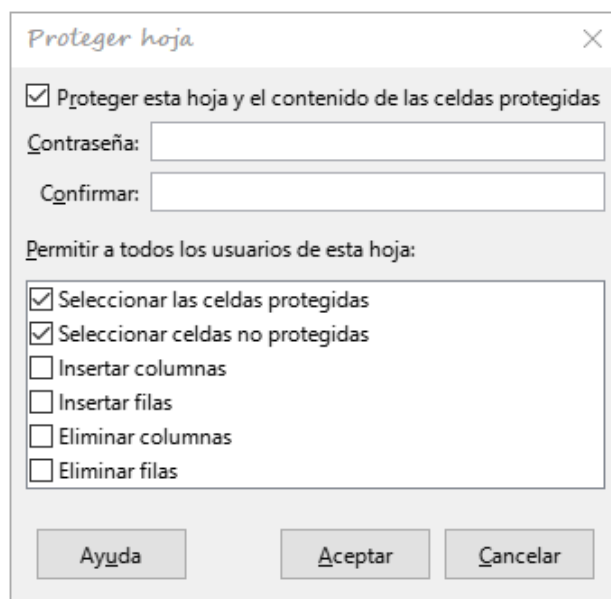 Proteger hoja
Proteger esta hoja y el contenido de las celdas protegidas
Contraseña:
Confirmar:
Permitir a todos los usuarios de esta hoja:
Seleccionar las celdas protegidas
Seleccionar celdas no protegidas
Insertar columnas
Insertar filas
Eliminar columnas
Eliminar filas
Ayuda Aceptar Cancelar